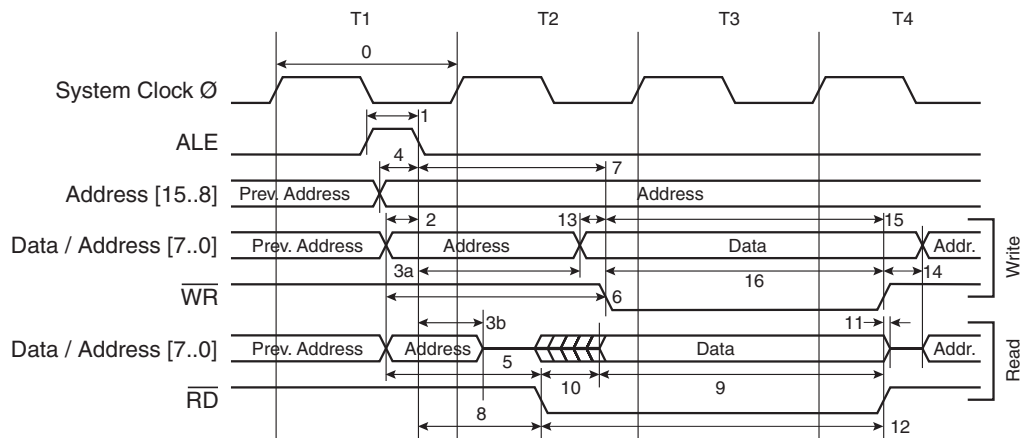 T1 T2 T3 T4
0
System Clock Ø
1
ALE
4 7
Address [15..8] Prev. Address Address
2 13 15
Data / Address [7..0] Prev. Address Address Data Addr.
3a 16 14
WR 6
Write
3b 11
Data / Address [7..0] Prev. Address Address Data Addr.
5 10 9
RD
8 12
Read